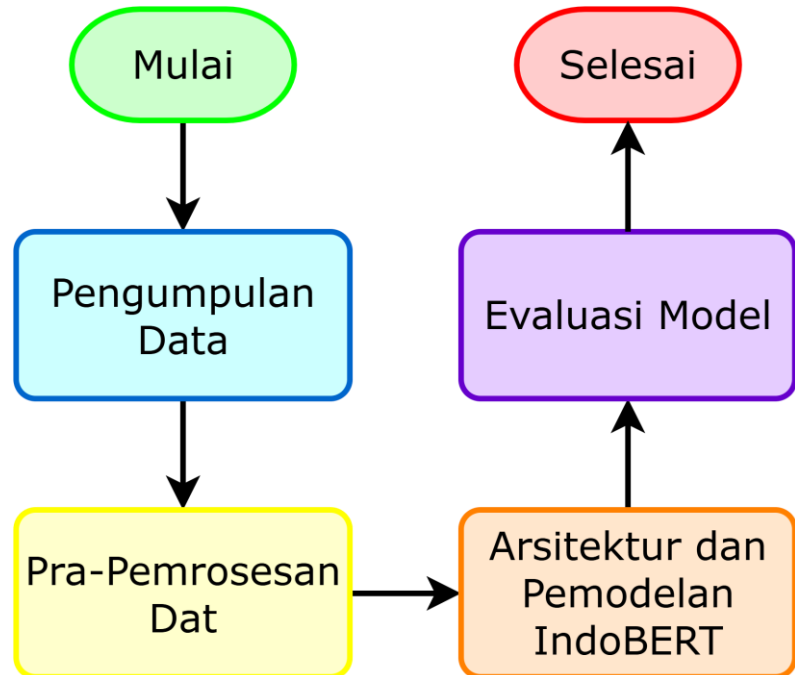 Mulai
Pengumpulan
Data
Pra-Pemrosesan
Dat
Arsitektur dan
Pemodelan
IndoBERT
Evaluasi Model
Selesai